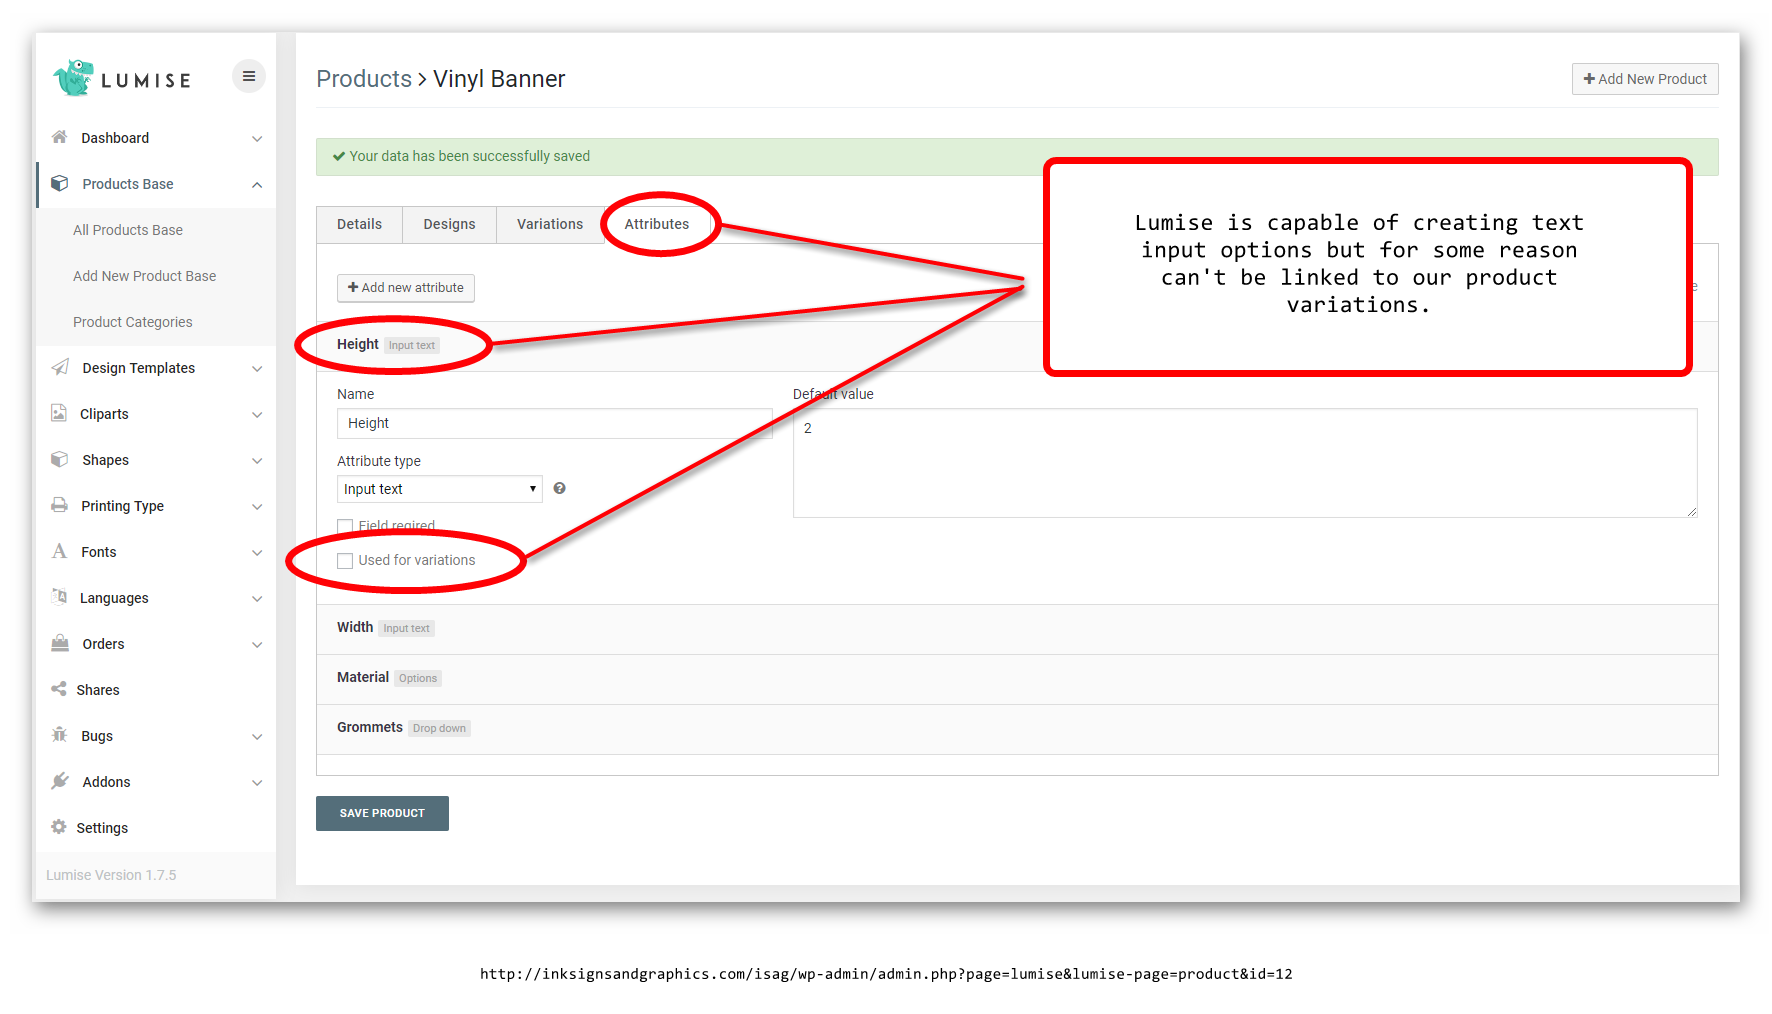 LUMISE
Products > Vinyl Banner
Add New Product
Dashboard
Products Base
All Products Base
Add New Product Base
Product Categories
Design Templates
Cliparts
Shapes
Printing Type
Fonts
Languages
Orders
Shares
Bugs
Addons
Settings
Lumise Version 1.7.5
Your data has been successfully saved
Details
Designs
Variations
Attributes
Lumise is capable of creating text
input options but for some reason
can't be linked to our product
variations.
Add new attribute
Height Input text
Name
Height
Default value
2
Attribute type
Input text
Field reqired
Used for variations
Width Input text
Material Options
Grommets Drop down
SAVE PRODUCT
http://inksignsandgraphics.com/isag/wp-admin/admin.php?page=lumise&lumise-page=product&id=12